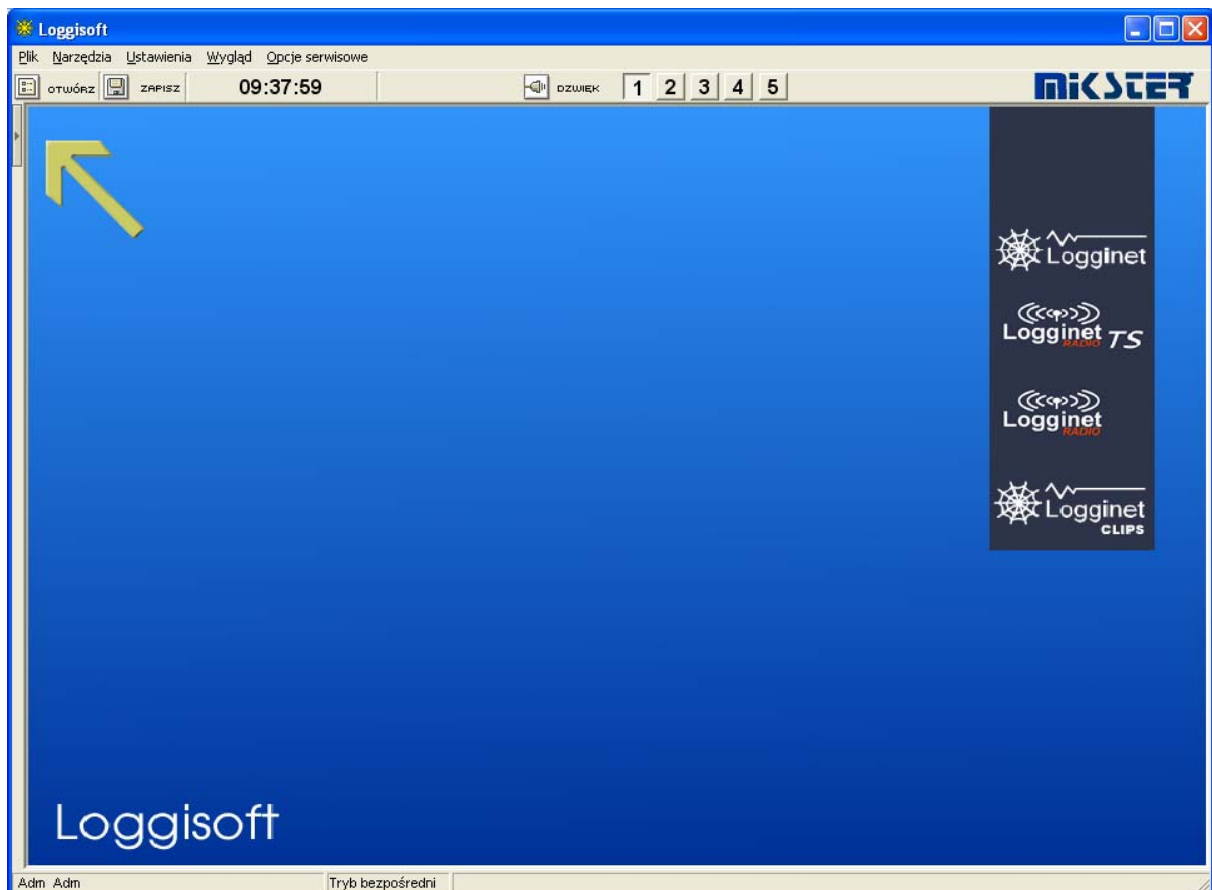 Loggisoft
Plik Narzędzia Ustawienia Wygląd Opcje serwisowe
OTWÓRZ ZAPISZ 09:37:59 DZWIĘK 1 2 3 4 5 MIKSTER
Logginet
Logginet TS
RADIO
Logginet
RADIO
Logginet
CLIPS
Loggisoft
Adm Adm Tryb bezpośredni